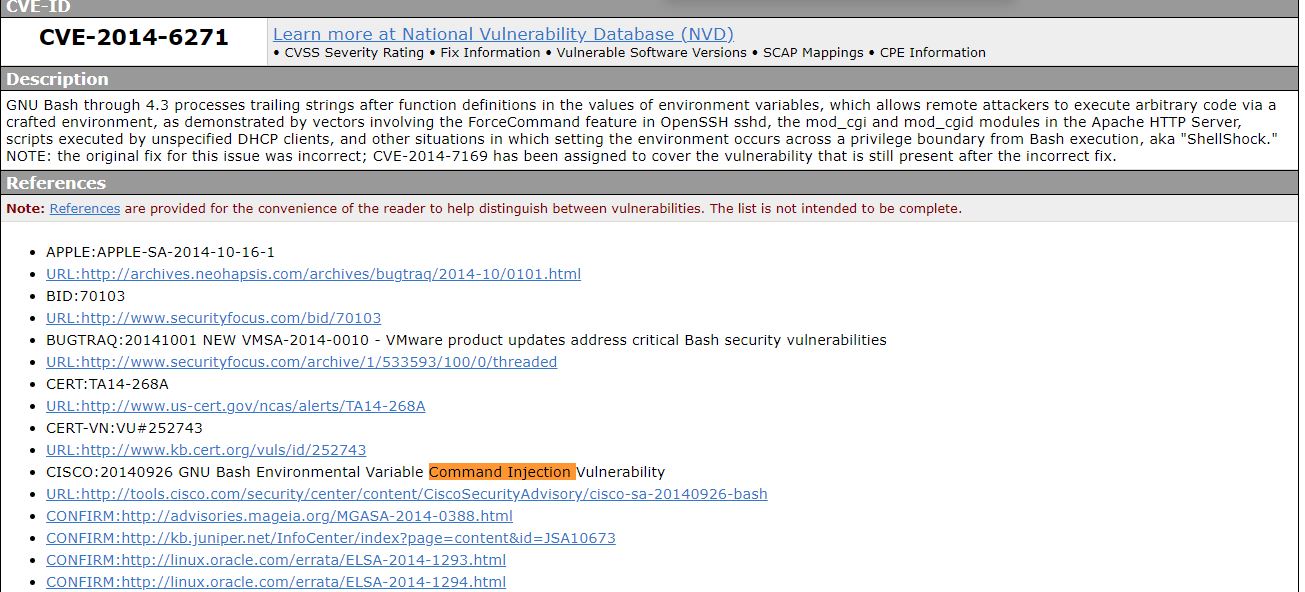 CVE-ID
CVE-2014-6271
Learn more at National Vulnerability Database (NVD)
• CVSS Severity Rating • Fix Information • Vulnerable Software Versions • SCAP Mappings • CPE Information
Description
GNU Bash through 4.3 processes trailing strings after function definitions in the values of environment variables, which allows remote attackers to execute arbitrary code via a
crafted environment, as demonstrated by vectors involving the ForceCommand feature in OpenSSH sshd, the mod_cgi and mod_cgid modules in the Apache HTTP Server,
scripts executed by unspecified DHCP clients, and other situations in which setting the environment occurs across a privilege boundary from Bash execution, aka "ShellShock."
NOTE: the original fix for this issue was incorrect; CVE-2014-7169 has been assigned to cover the vulnerability that is still present after the incorrect fix.
References
Note: References are provided for the convenience of the reader to help distinguish between vulnerabilities. The list is not intended to be complete.
• APPLE:APPLE-SA-2014-10-16-1
• URL:http://archives.neohapsis.com/archives/bugtraq/2014-10/0101.html
• BID:70103
• URL:http://www.securityfocus.com/bid/70103
• BUGTRAQ:20141001 NEW VMSA-2014-0010 - VMware product updates address critical Bash security vulnerabilities
• URL:http://www.securityfocus.com/archive/1/533593/100/0/threaded
• CERT:TA14-268A
• URL:http://www.us-cert.gov/ncas/alerts/TA14-268A
• CERT-VN:VU#252743
• URL:http://www.kb.cert.org/vuls/id/252743
• CISCO:20140926 GNU Bash Environmental Variable Command Injection Vulnerability
• URL:http://tools.cisco.com/security/center/content/CiscoSecurityAdvisory/cisco-sa-20140926-bash
• CONFIRM:http://advisories.mageia.org/MGASA-2014-0388.html
• CONFIRM:http://kb.juniper.net/InfoCenter/index?page=content&id=JSA10673
• CONFIRM:http://linux.oracle.com/errata/ELSA-2014-1293.html
• CONFIRM:http://linux.oracle.com/errata/ELSA-2014-1294.html